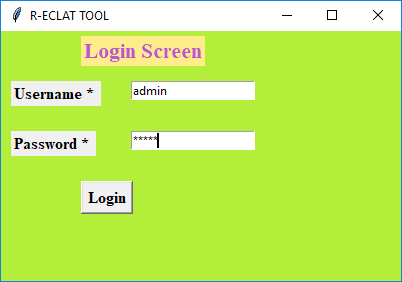 R-ECLAT TOOL
Login Screen
Username * admin
Password * *****
Login